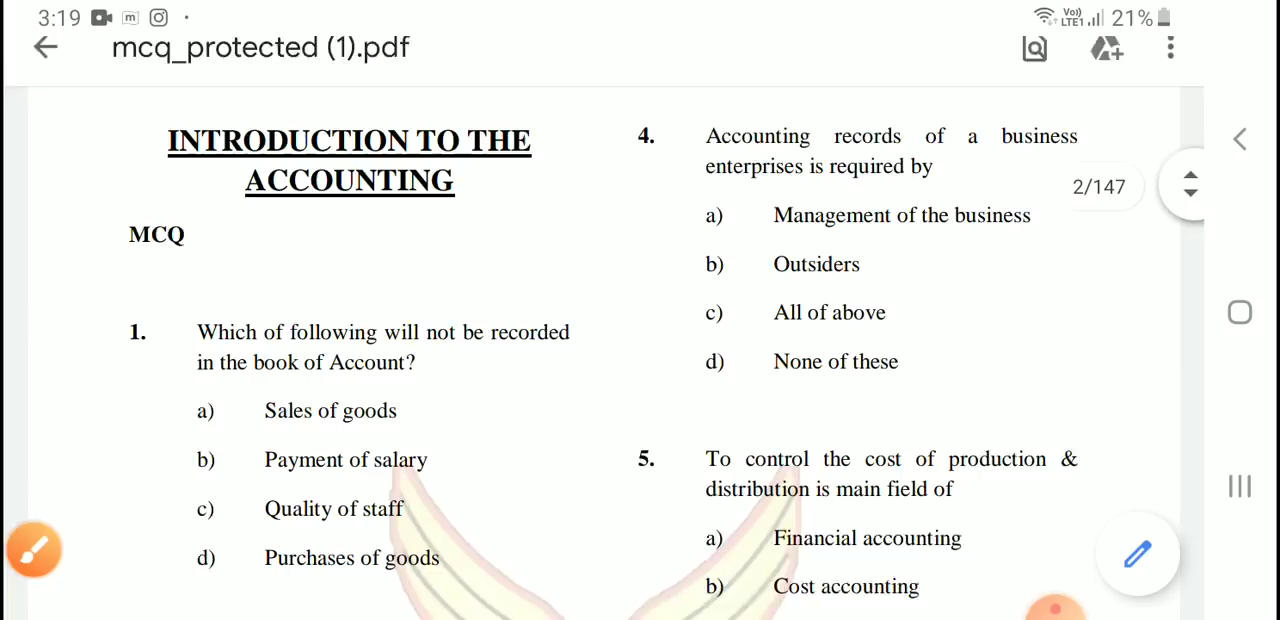 3:19
Vo))
LTE1
21%
mcq_protected (1).pdf
2/147
INTRODUCTION TO THE
ACCOUNTING
MCQ
1. Which of following will not be recorded
in the book of Account?
a) Sales of goods
b) Payment of salary
c) Quality of staff
d) Purchases of goods
4. Accounting records of a business
enterprises is required by
a) Management of the business
b) Outsiders
c) All of above
d) None of these
5. To control the cost of production &
distribution is main field of
a) Financial accounting
b) Cost accounting